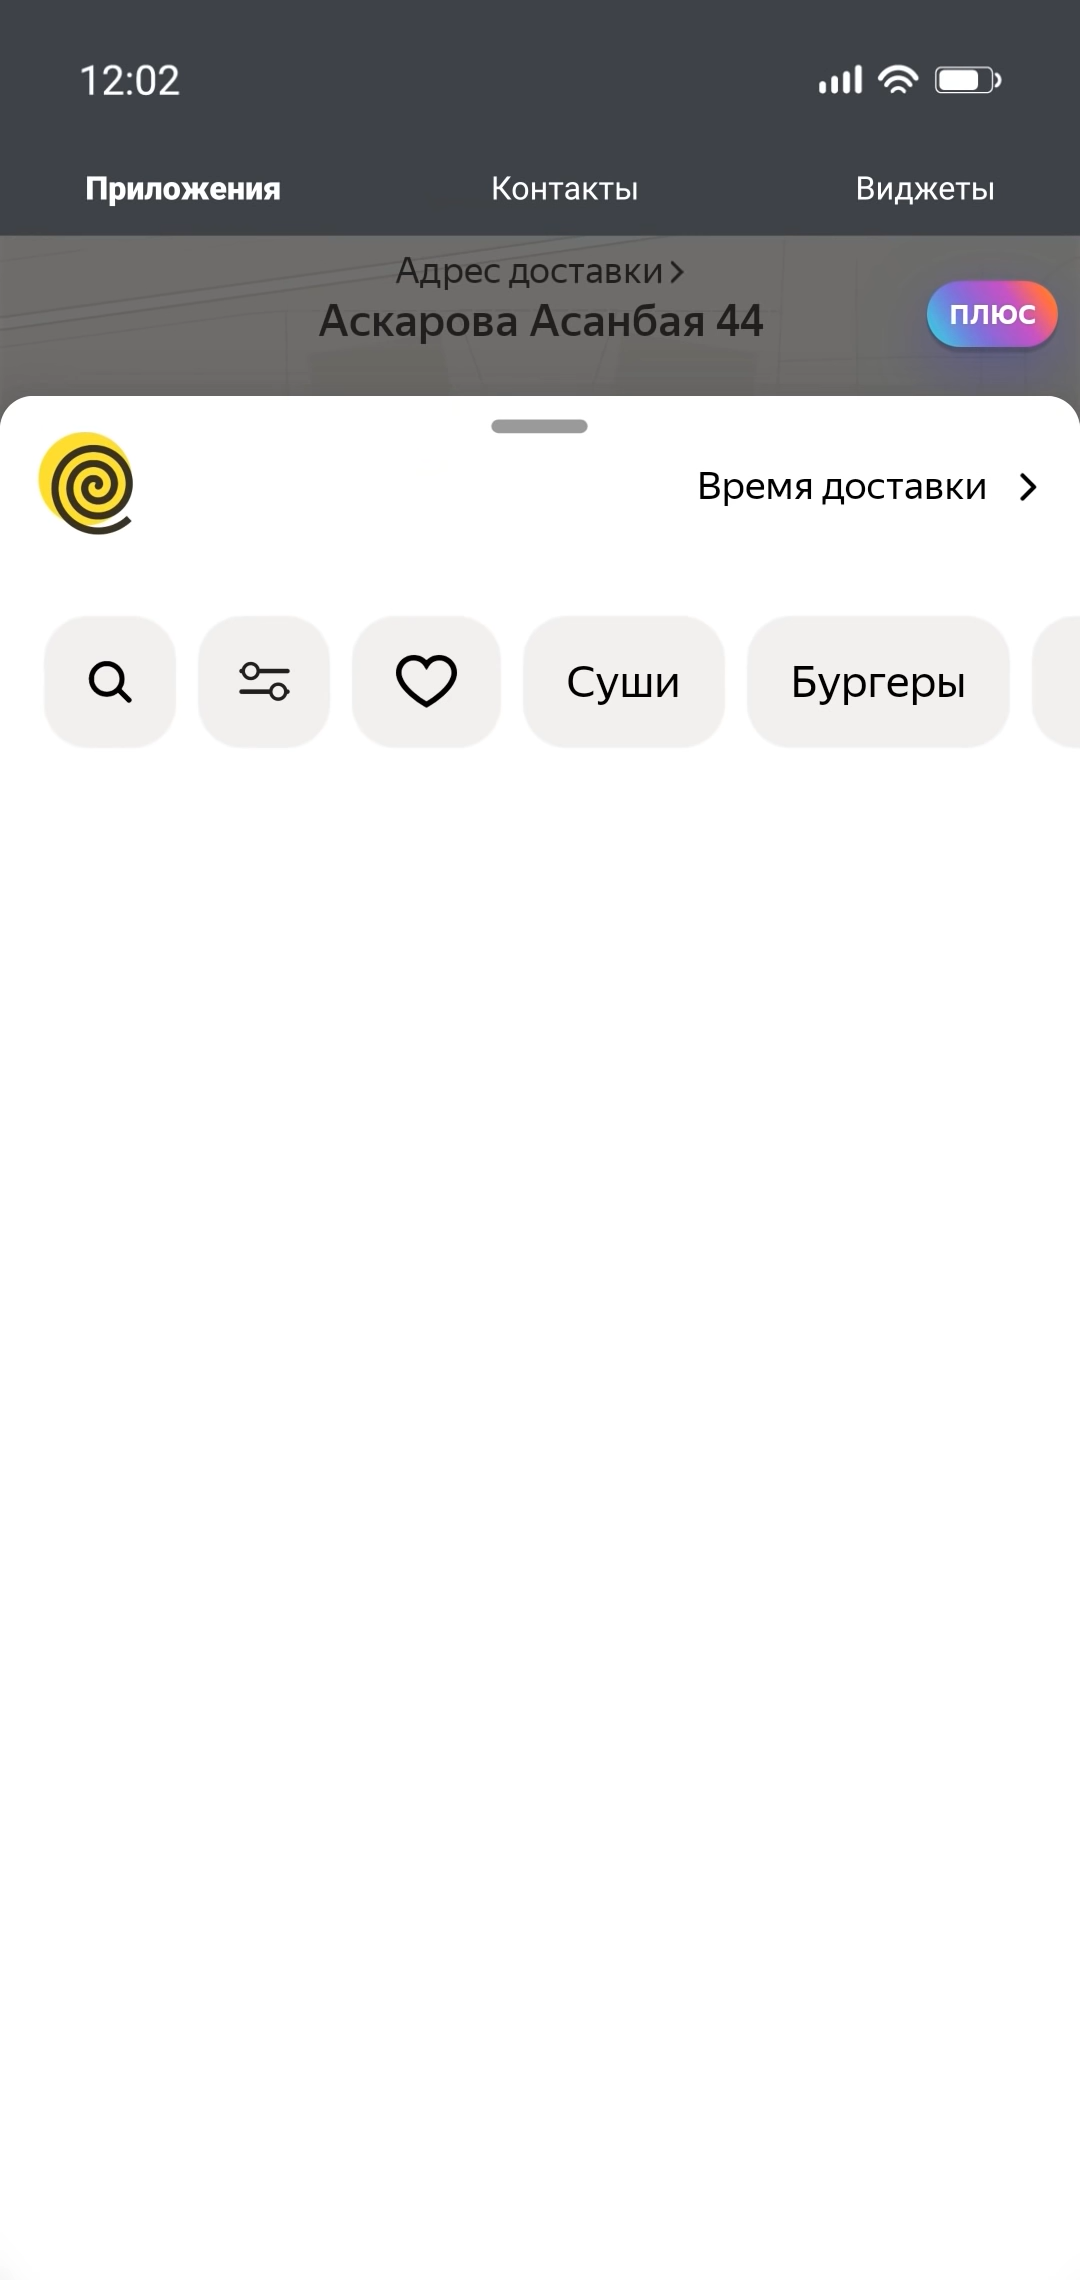 12:02
Приложения Контакты Виджеты
Адрес доставки
Аскарова Асанбая 44
ПЛЮС
Время доставки
Суши Бургеры